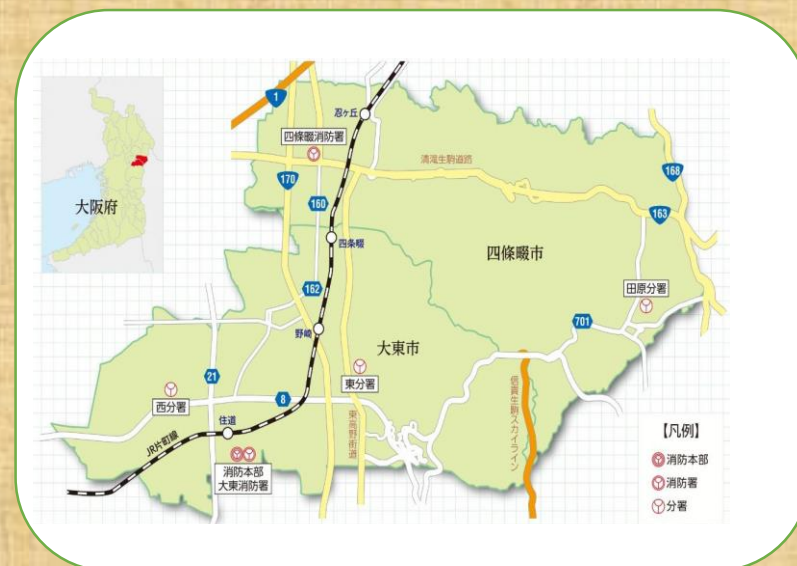 1
忍ヶ丘
四條畷消防署
清滝生駒道路
168
170
大阪府
160
163
四条畷
四條畷市
162
田原分署
701
野崎
大東市
21
東分署
西分署
8
住道
東高野街道
信貴生駒スカイライン
JR片町線
消防本部
大東消防署
【凡例】
消防本部
消防署
分署